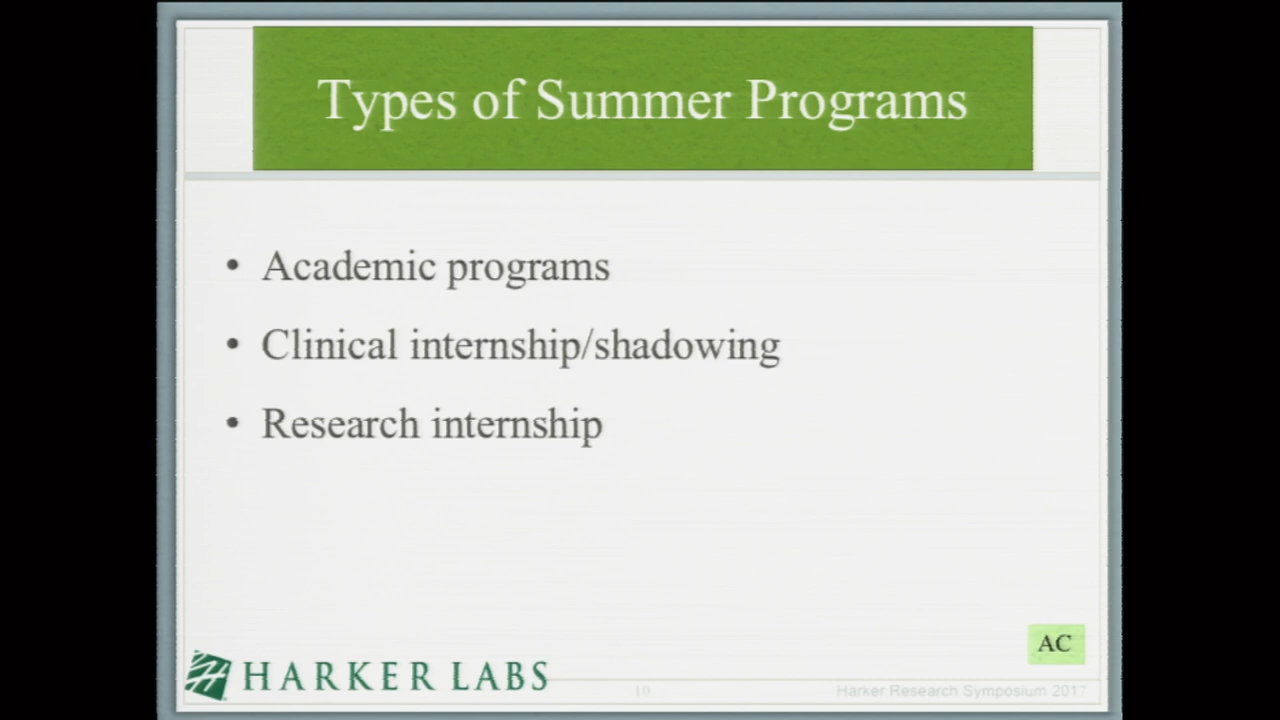 Types of Summer Programs
• Academic programs
• Clinical internship/shadowing
• Research internship
AC
HARKER LABS
10
Harker Research Symposium 2017